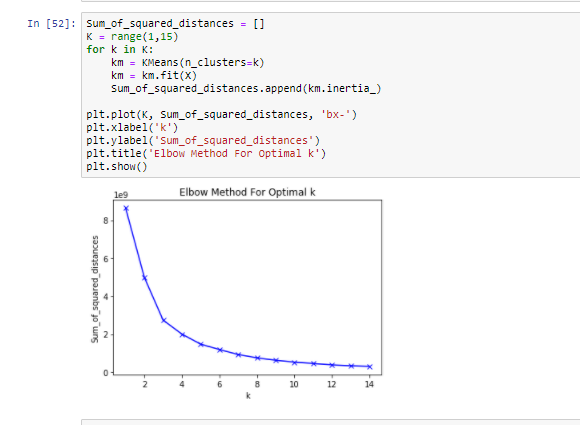 In [52]: Sum_of_squared_distances = []
K = range(1,15)
for k in K:
    km = KMeans(n_clusters=k)
    km = km.fit(X)
    Sum_of_squared_distances.append(km.inertia_)

plt.plot(K, Sum_of_squared_distances, 'bx-')
plt.xlabel('k')
plt.ylabel('Sum_of_squared_distances')
plt.title('Elbow Method For Optimal k')
plt.show()
1e9
Elbow Method For Optimal k
Sum_of_squared_distances
8
6
4
2
0
2 4 6 8 10 12 14
k